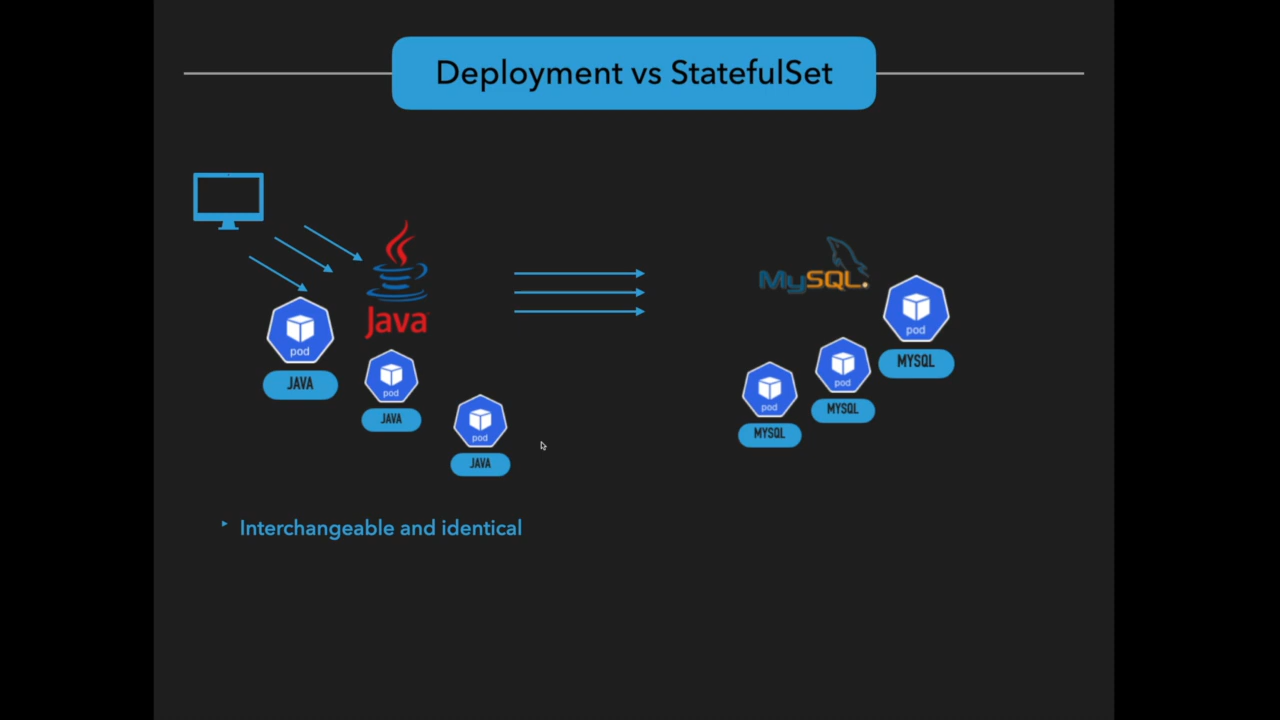 Deployment vs StatefulSet
Java
MySQL.
pod
JAVA
pod
JAVA
pod
JAVA
pod
MYSQL
pod
MYSQL
pod
MYSQL
Interchangeable and identical